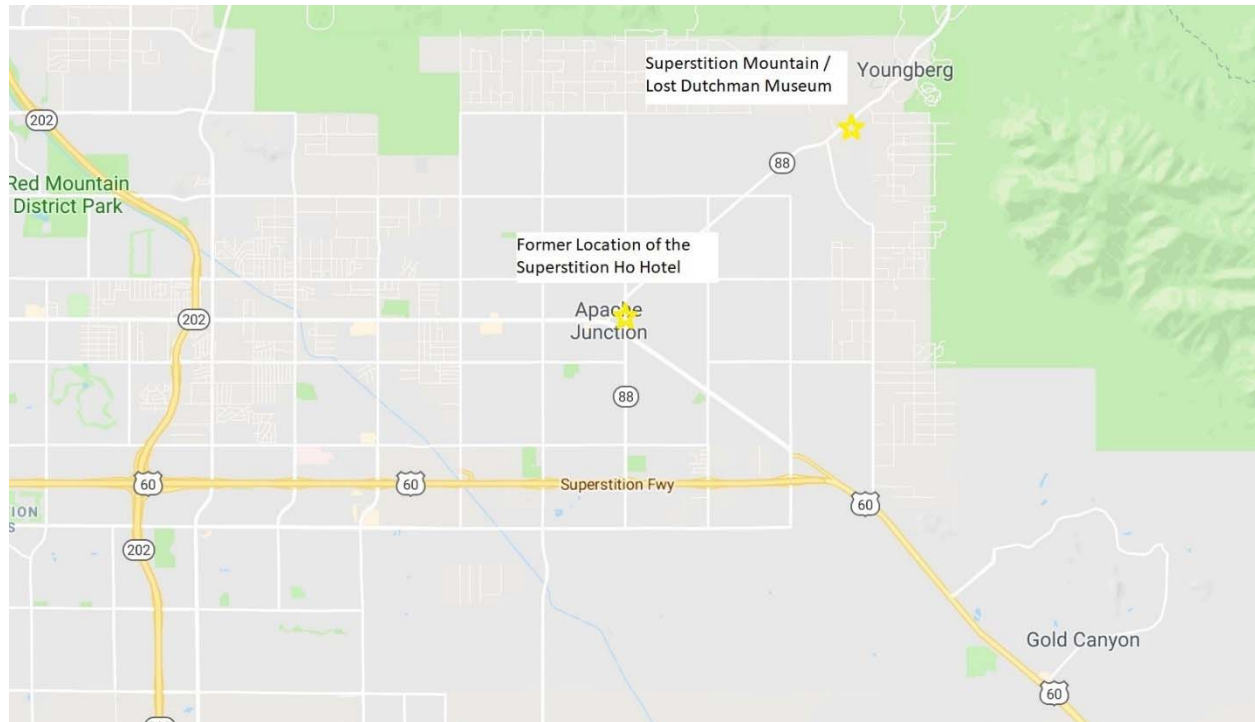 Superstition Mountain /
Lost Dutchman Museum
Youngberg
202
88
Red Mountain
District Park
Former Location of the
Superstition Ho Hotel
Apache
Junction
202
88
60
60
Superstition Fwy
60
ION
S
202
Gold Canyon
60